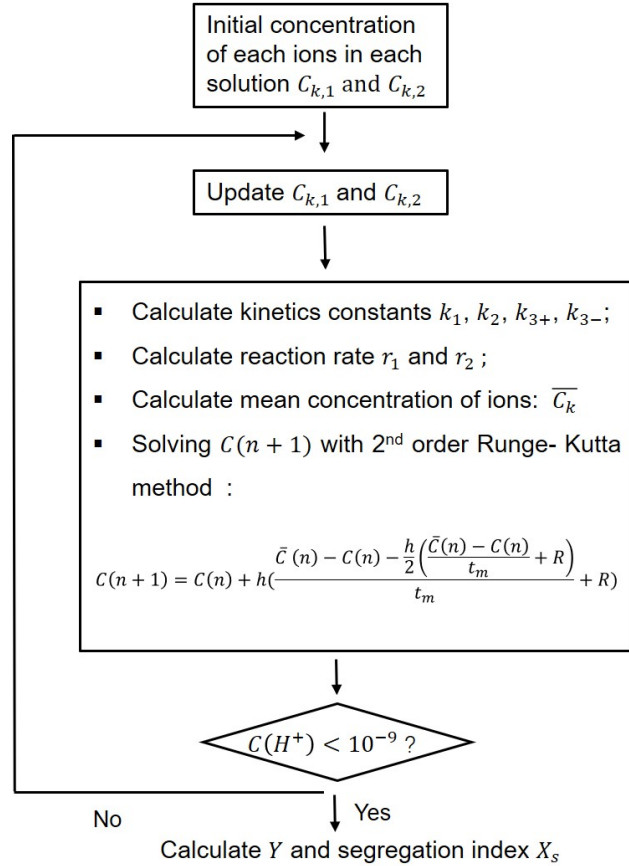 Initial concentration
of each ions in each
solution $C_{k,1}$ and $C_{k,2}$
Update $C_{k,1}$ and $C_{k,2}$
▪ Calculate kinetics constants $k_1, k_2, k_{3+}, k_{3-}$;
▪ Calculate reaction rate $r_1$ and $r_2$ ;
▪ Calculate mean concentration of ions: $\overline{C_k}$
▪ Solving $C(n+1)$ with 2nd order Runge- Kutta
method :
$C(n+1) = C(n) + h(\frac{\bar{C}(n) - C(n) - \frac{h}{2}\left(\frac{\bar{C}(n) - C(n)}{t_m} + R\right)}{t_m} + R)$
$C(H^+) < 10^{-9}$ ?
No
Yes
Calculate $Y$ and segregation index $X_s$